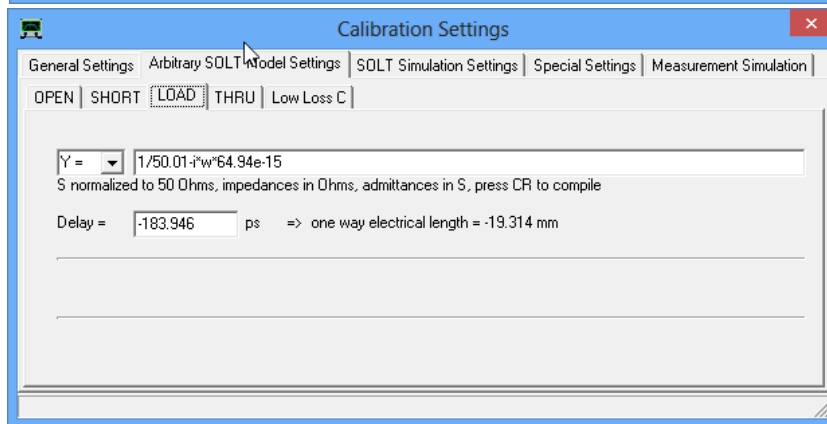 Calibration Settings
General Settings Arbitrary SOLT Model Settings SOLT Simulation Settings Special Settings Measurement Simulation
OPEN SHORT LOAD THRU Low Loss C
Y = 1/50.01-i*w*64.94e-15
S normalized to 50 Ohms, impedances in Ohms, admittances in S, press CR to compile
Delay = -183.946 ps => one way electrical length = -19.314 mm